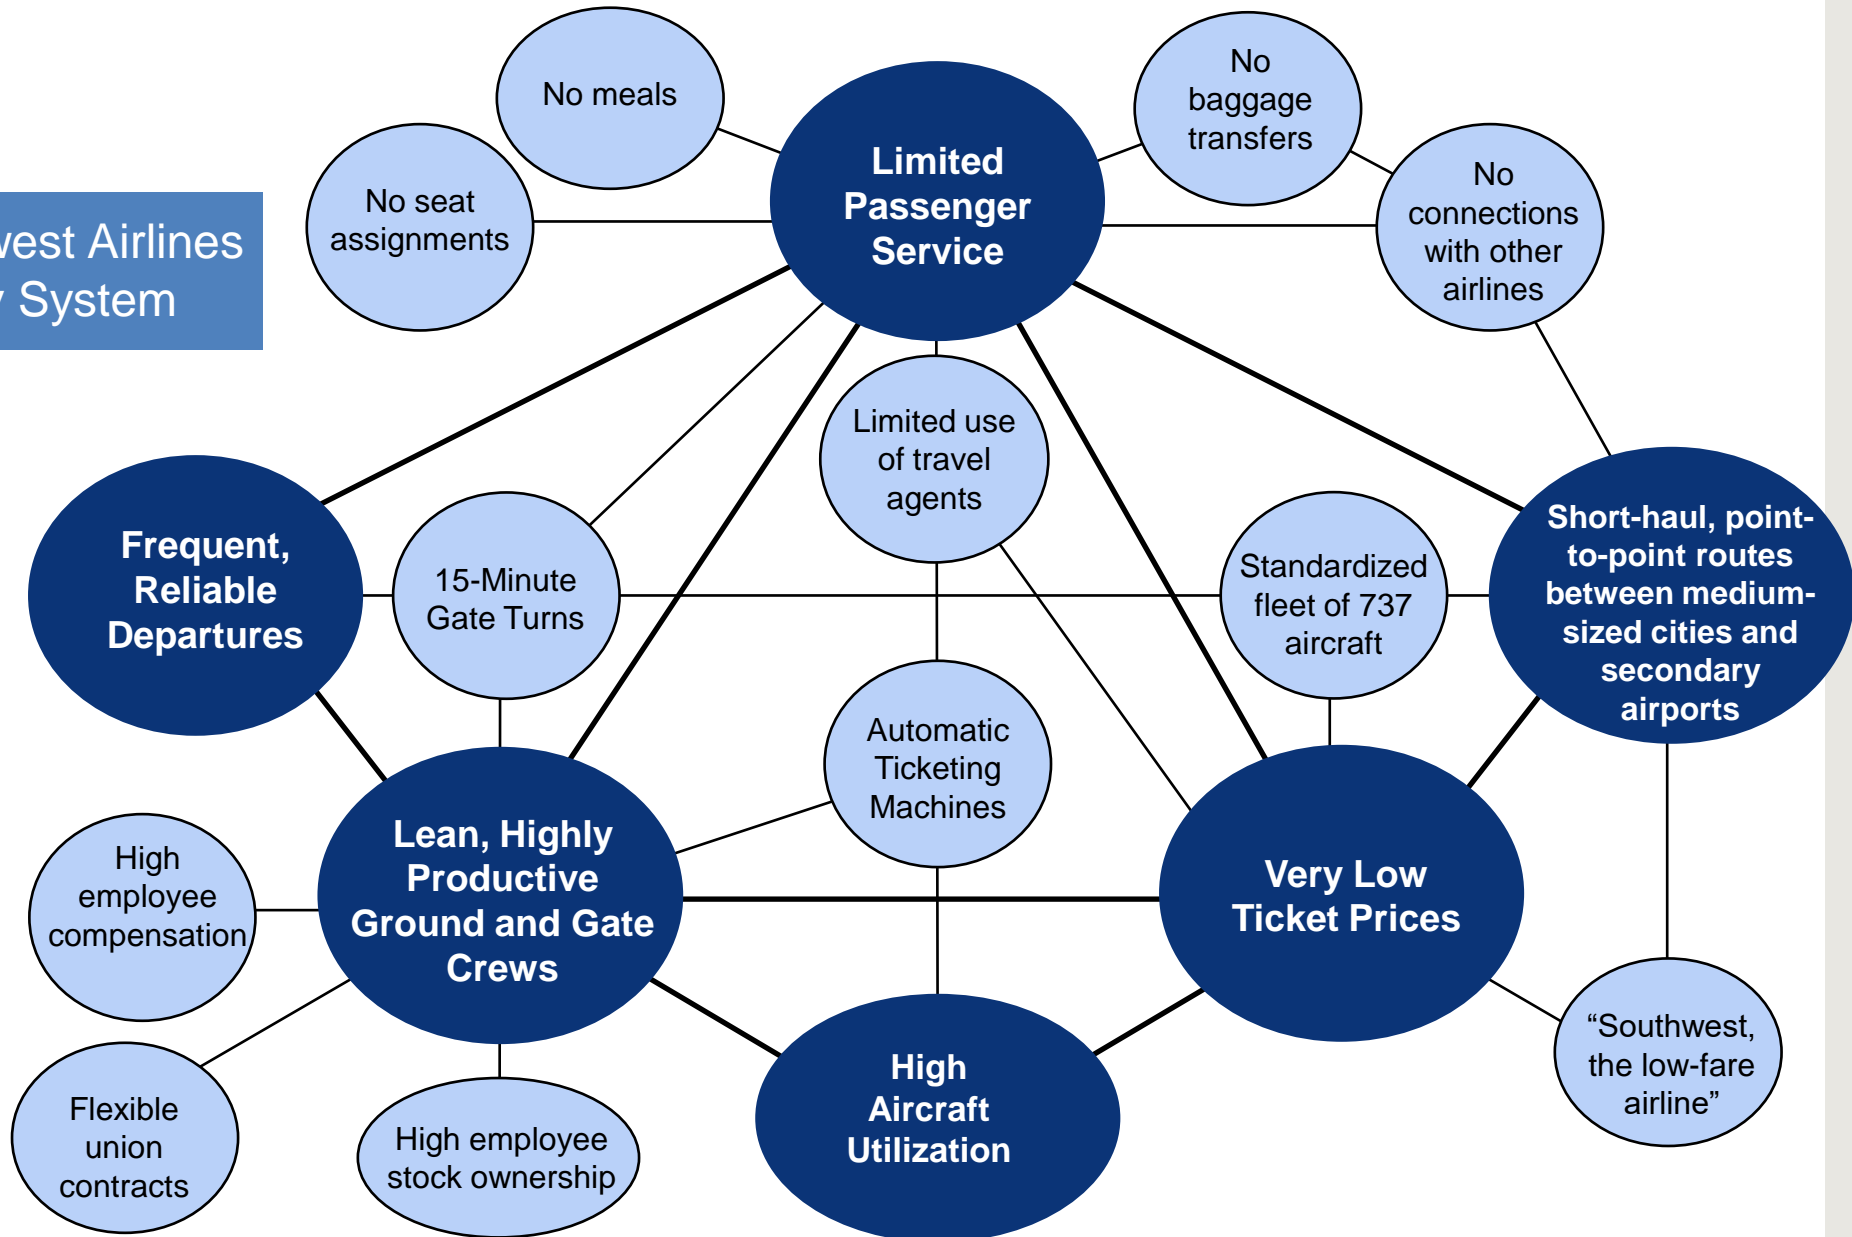 No meals
No
baggage
transfers
Limited
Passenger
Service
No seat
assignments
No
connections
with other
airlines
west Airlines
System
Limited use
of travel
agents
Frequent,
Reliable
Departures
15-Minute
Gate Turns
Standardized
fleet of 737
aircraft
Short-haul, point-
to-point routes
between medium-
sized cities and
secondary
airports
Automatic
Ticketing
Machines
Lean, Highly
Productive
Ground and Gate
Crews
Very Low
Ticket Prices
High
employee
compensation
“Southwest,
the low-fare
airline”
High
Aircraft
Utilization
Flexible
union
contracts
High employee
stock ownership